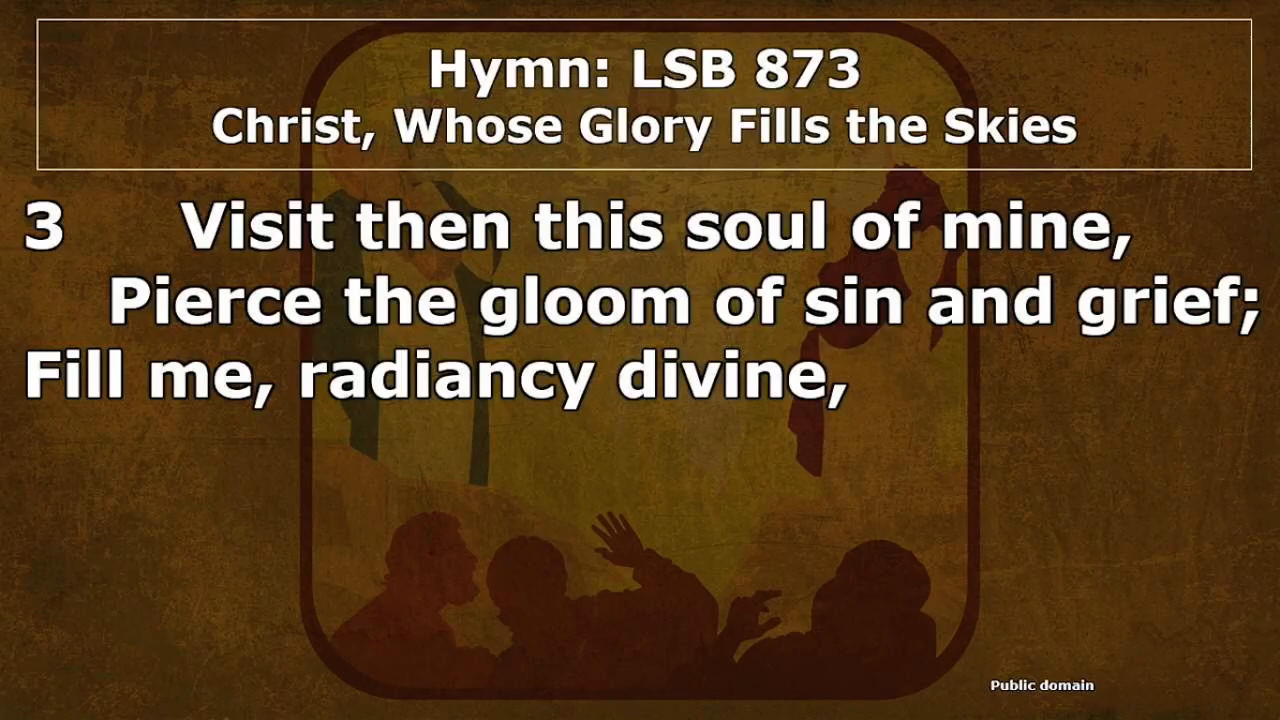 Hymn: LSB 873
Christ, Whose Glory Fills the Skies
3 Visit then this soul of mine,
Pierce the gloom of sin and grief;
Fill me, radiancy divine,
Public domain